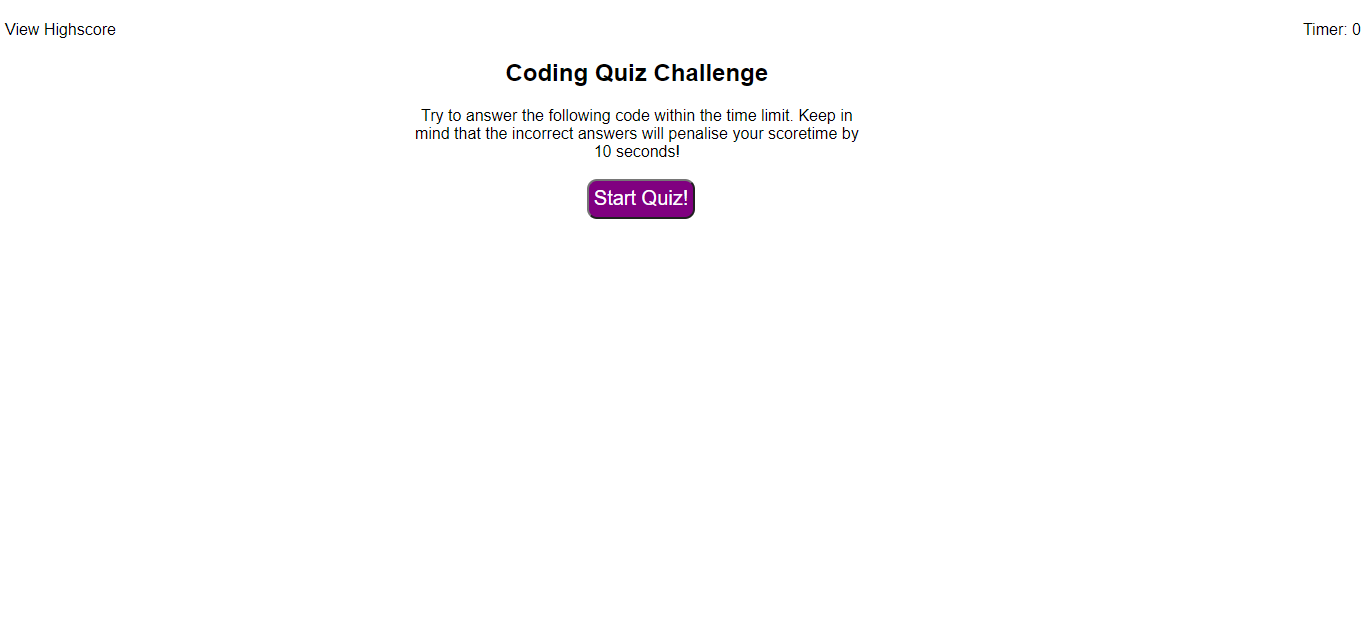 View Highscore
Timer: 0
Coding Quiz Challenge
Try to answer the following code within the time limit. Keep in
mind that the incorrect answers will penalise your scoretime by
10 seconds!
Start Quiz!